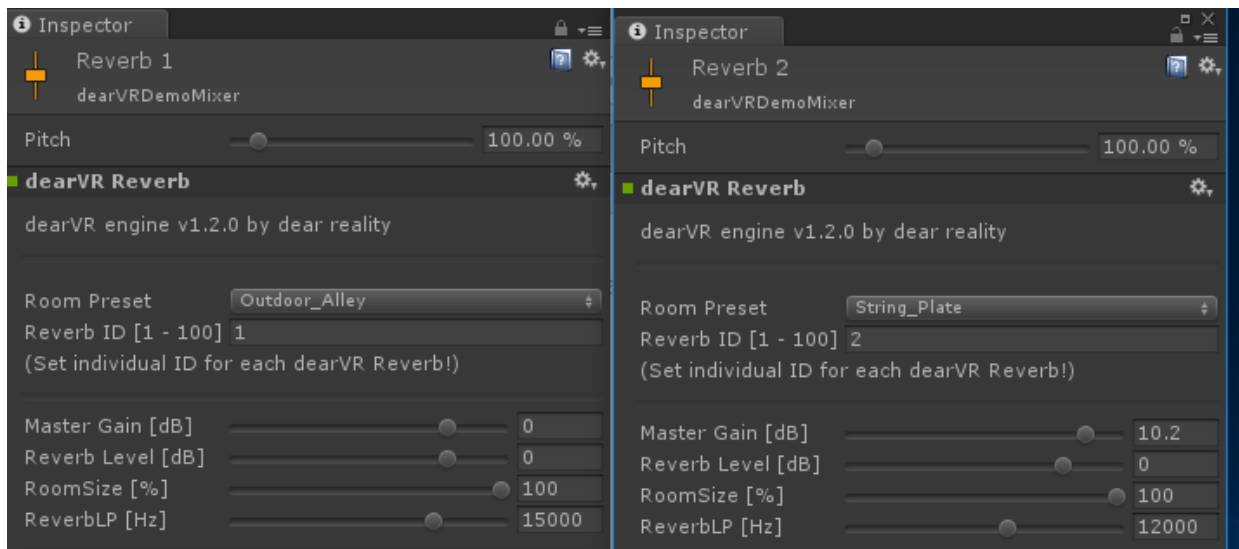 Inspector
Reverb 1
dearVRDemoMixer
Pitch 100.00 %
dearVR Reverb
dearVR engine v1.2.0 by dear reality
Room Preset Outdoor_Alley
Reverb ID [1 - 100] 1
(Set individual ID for each dearVR Reverb!)
Master Gain [dB] 0
Reverb Level [dB] 0
RoomSize [%] 100
ReverbLP [Hz] 15000
Inspector
Reverb 2
dearVRDemoMixer
Pitch 100.00 %
dearVR Reverb
dearVR engine v1.2.0 by dear reality
Room Preset String_Plate
Reverb ID [1 - 100] 2
(Set individual ID for each dearVR Reverb!)
Master Gain [dB] 10.2
Reverb Level [dB] 0
RoomSize [%] 100
ReverbLP [Hz] 12000